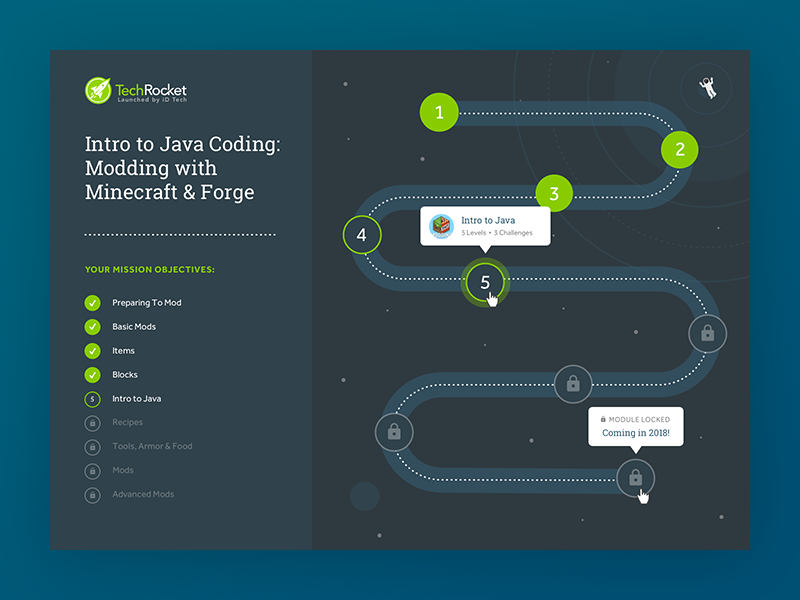 TechRocket
Launched by iD Tech
Intro to Java Coding:
Modding with
Minecraft & Forge
YOUR MISSION OBJECTIVES:
Preparing To Mod
Basic Mods
Items
Blocks
5 Intro to Java
Recipes
Tools, Armor & Food
Mods
Advanced Mods
1
2
3
Intro to Java
3 Levels • 3 Challenges
4
5
MODULE LOCKED
Coming in 2018!